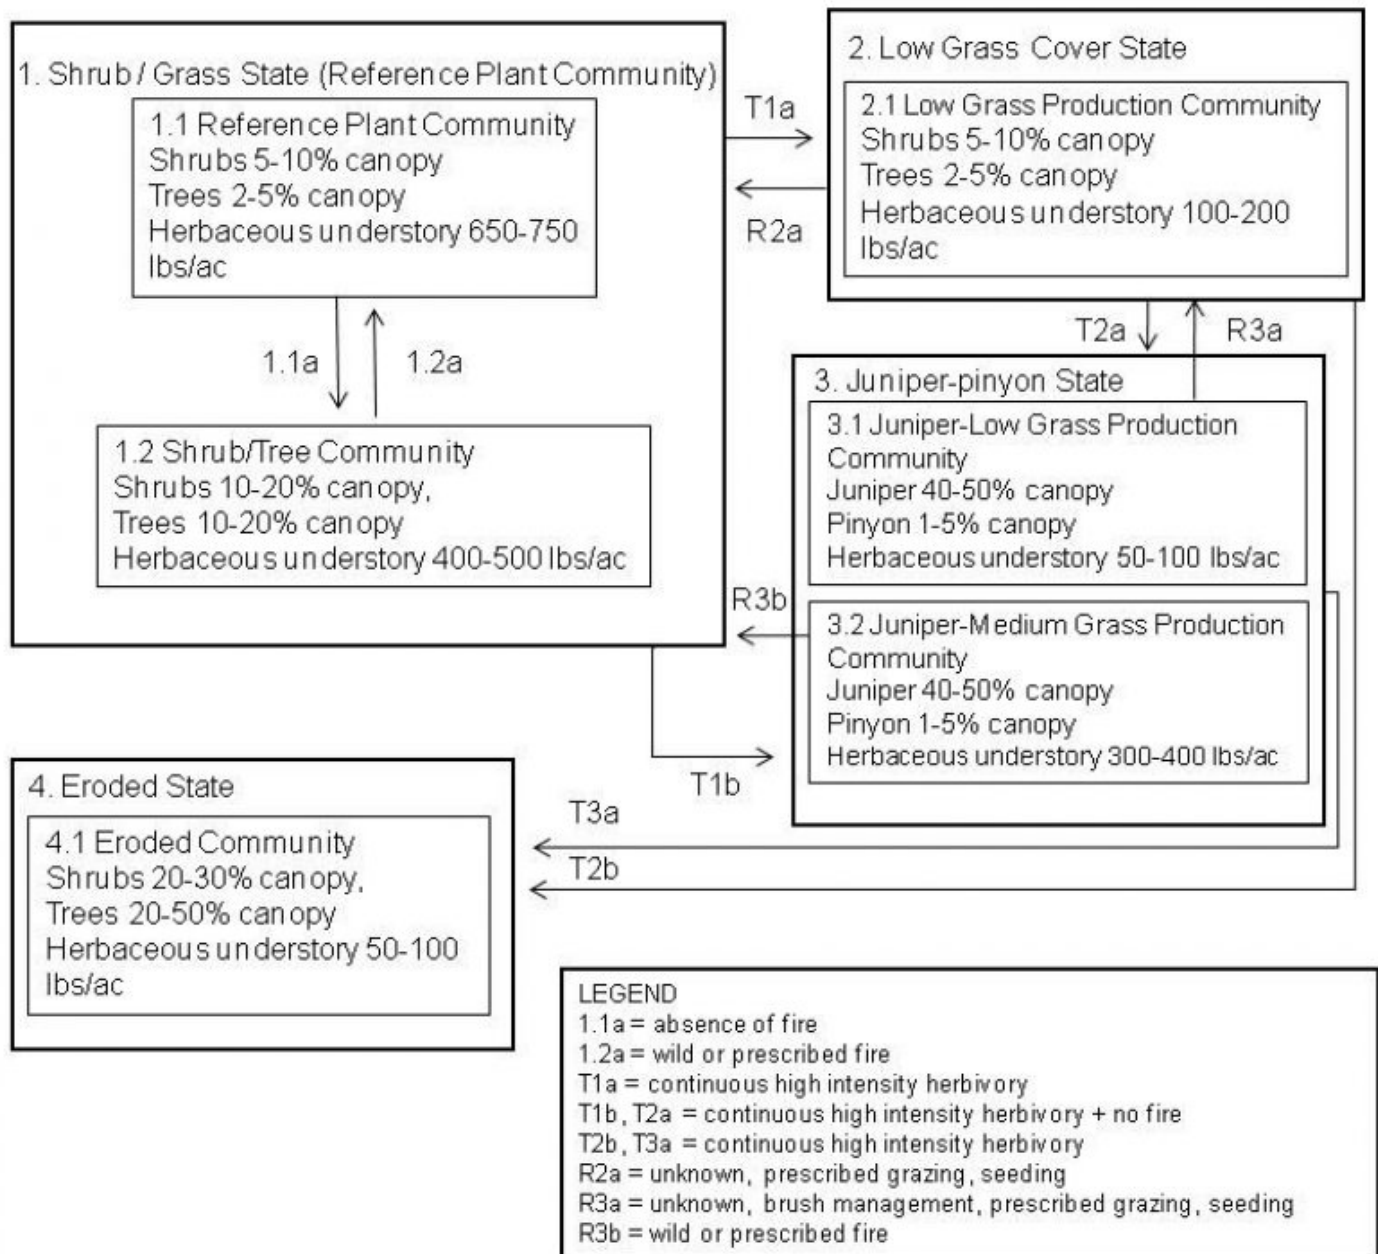 1. Shrub / Grass State (Reference Plant Community)
1.1 Reference Plant Community
Shrubs 5-10% canopy
Trees 2-5% canopy
Herbaceous understory 650-750
lbs/ac
1.1a
1.2a
1.2 Shrub/Tree Community
Shrubs 10-20% canopy,
Trees 10-20% canopy
Herbaceous understory 400-500 lbs/ac
T1a
R2a
2. Low Grass Cover State
2.1 Low Grass Production Community
Shrubs 5-10% canopy
Trees 2-5% canopy
Herbaceous understory 100-200
lbs/ac
T2a
R3a
3. Juniper-pinyon State
3.1 Juniper-Low Grass Production
Community
Juniper 40-50% canopy
Pinyon 1-5% canopy
Herbaceous understory 50-100 lbs/ac
R3b
3.2 Juniper-Medium Grass Production
Community
Juniper 40-50% canopy
Pinyon 1-5% canopy
Herbaceous understory 300-400 lbs/ac
T1b
T3a
T2b
4. Eroded State
4.1 Eroded Community
Shrubs 20-30% canopy,
Trees 20-50% canopy
Herbaceous understory 50-100
lbs/ac
LEGEND
1.1a = absence of fire
1.2a = wild or prescribed fire
T1a = continuous high intensity herbivory
T1b, T2a = continuous high intensity herbivory + no fire
T2b, T3a = continuous high intensity herbivory
R2a = unknown, prescribed grazing, seeding
R3a = unknown, brush management, prescribed grazing, seeding
R3b = wild or prescribed fire